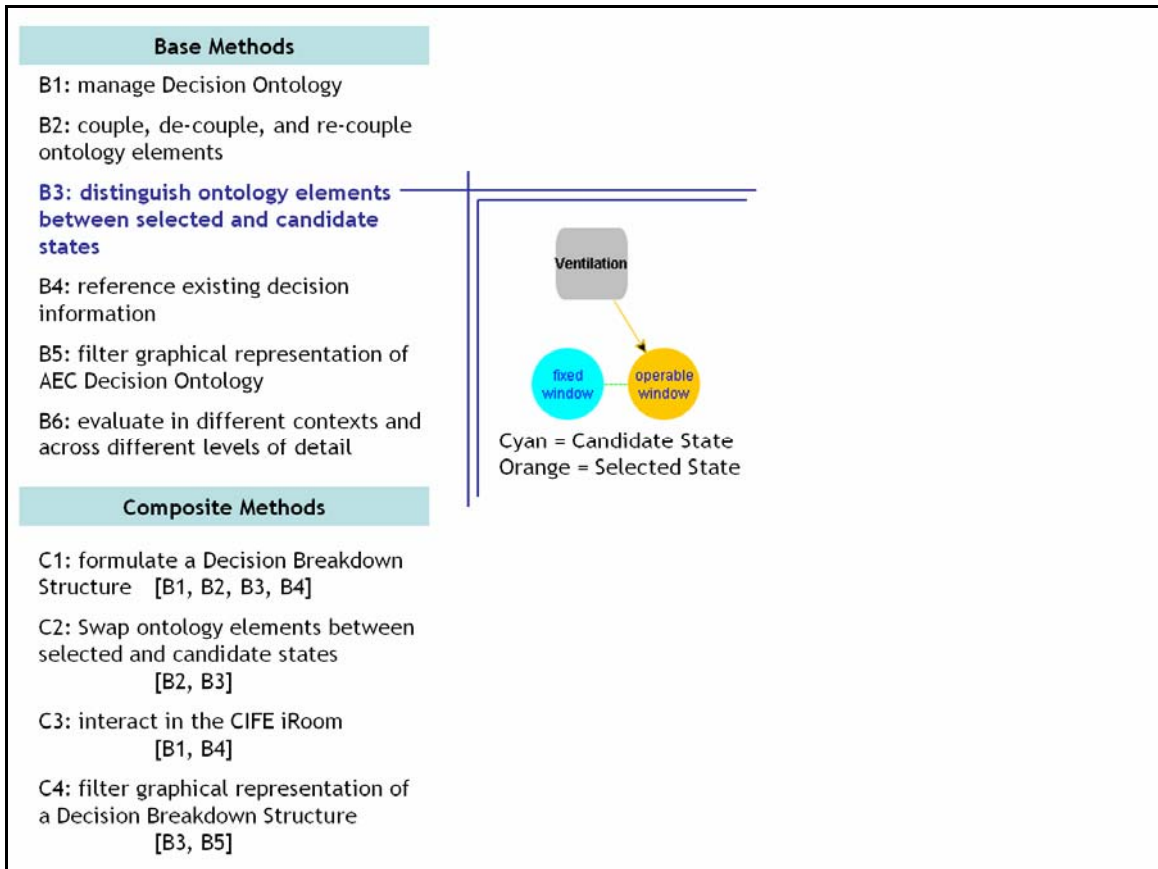 Base Methods
B1: manage Decision Ontology
B2: couple, de-couple, and re-couple
ontology elements
B3: distinguish ontology elements
between selected and candidate
states
B4: reference existing decision
information
B5: filter graphical representation of
AEC Decision Ontology
B6: evaluate in different contexts and
across different levels of detail
Composite Methods
C1: formulate a Decision Breakdown
Structure [B1, B2, B3, B4]
C2: Swap ontology elements between
selected and candidate states
[B2, B3]
C3: interact in the CIFE iRoom
[B1, B4]
C4: filter graphical representation of
a Decision Breakdown Structure
[B3, B5]
Ventilation
fixed
window
operable
window
Cyan = Candidate State
Orange = Selected State